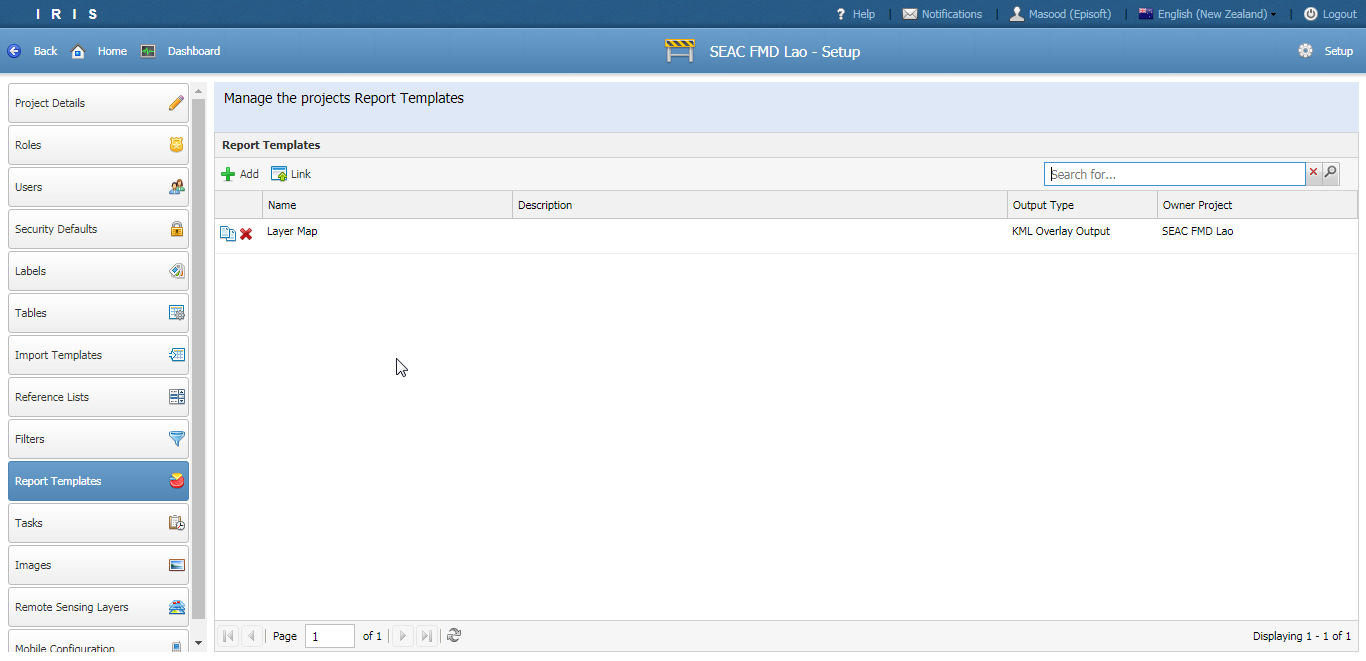 I R I S
? Help | Notifications | Masood (Episoft) | English (New Zealand) | Logout
Back Home Dashboard
SEAC FMD Lao - Setup
Setup
Project Details
Roles
Users
Security Defaults
Labels
Tables
Import Templates
Reference Lists
Filters
Report Templates
Tasks
Images
Remote Sensing Layers
Mobile Configuration
Manage the projects Report Templates
Report Templates
Add Link
Search for...
Name Description Output Type Owner Project
Layer Map KML Overlay Output SEAC FMD Lao
Page 1 of 1
Displaying 1 - 1 of 1